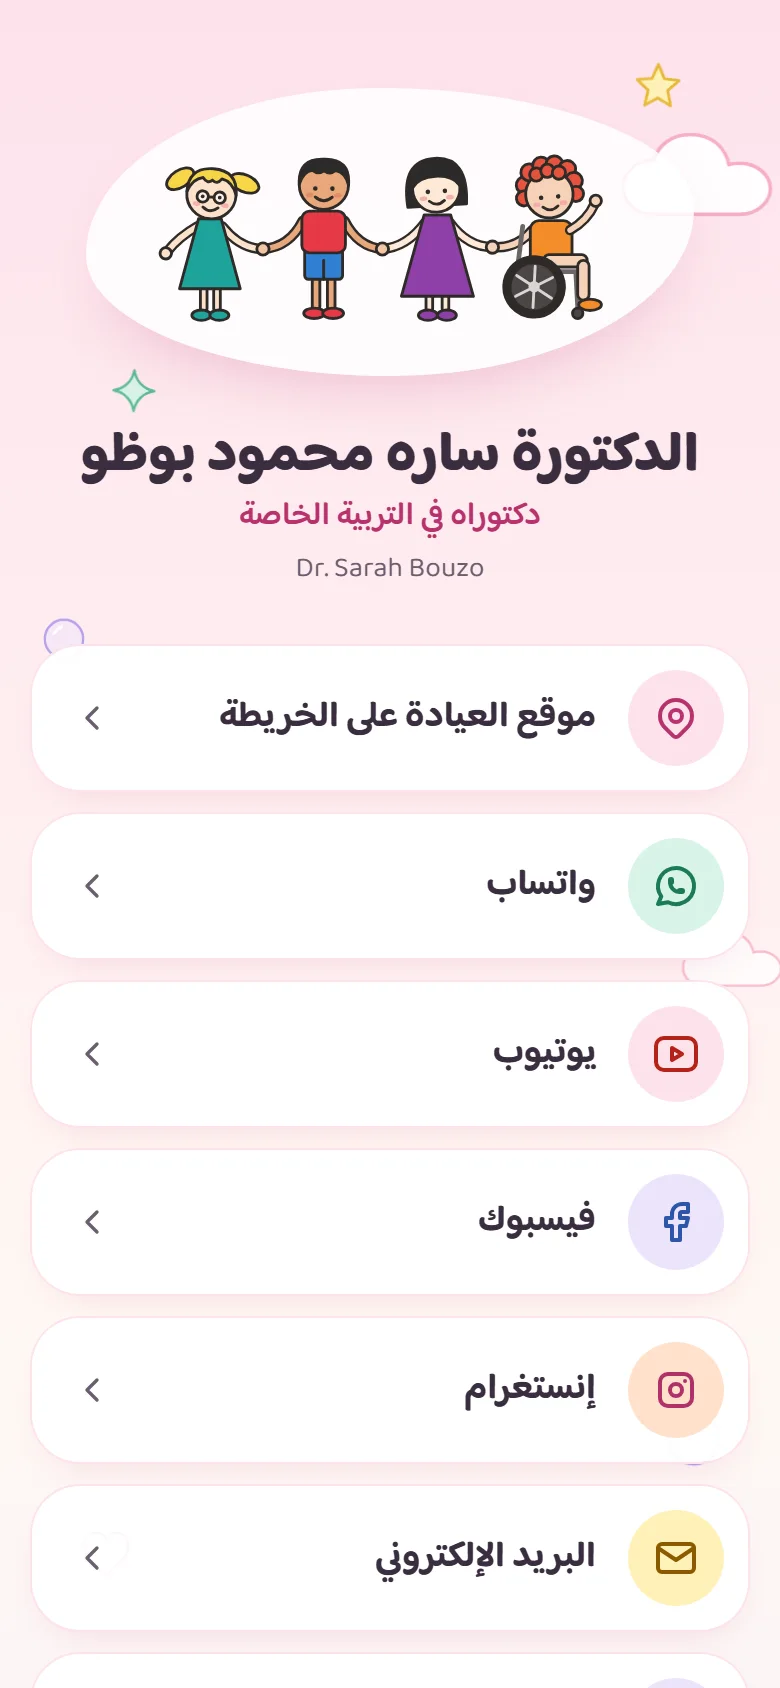 الدكتورة ساره محمود بوظو
دكتوراه في التربية الخاصة
Dr. Sarah Bouzo
موقع العيادة على الخريطة
واتساب
يوتيوب
فيسبوك
إنستغرام
البريد الإلكتروني